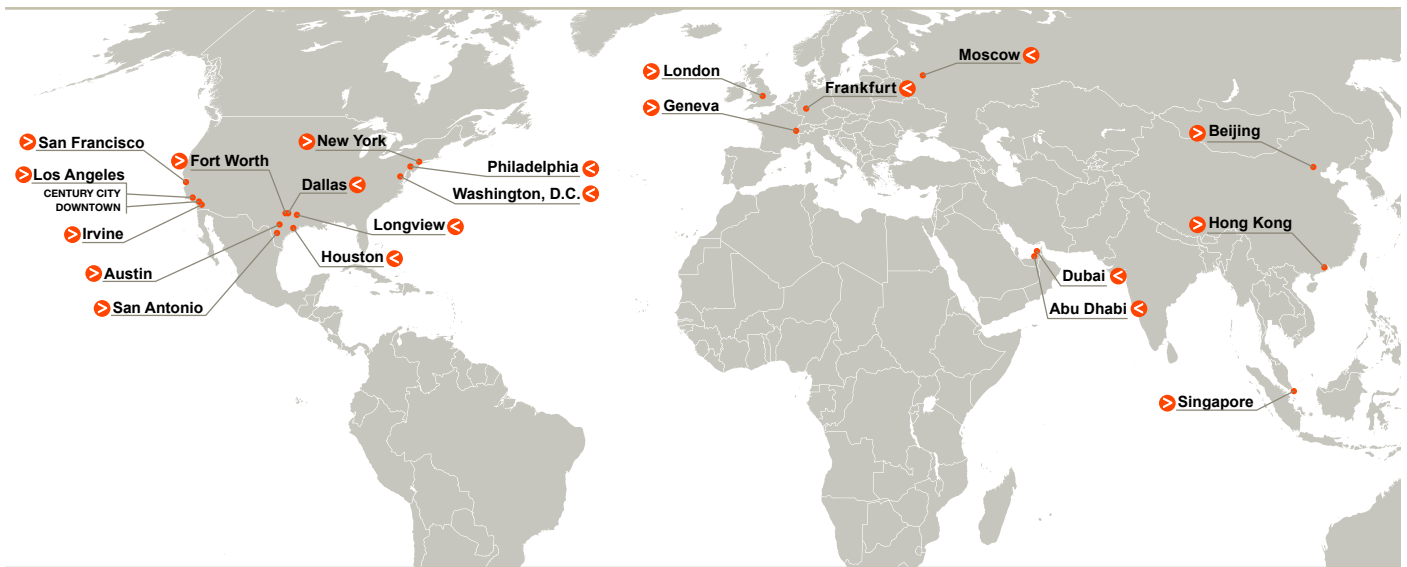 San Francisco
Los Angeles
CENTURY CITY
DOWNTOWN
Irvine
Austin
San Antonio
Fort Worth
New York
Dallas
Philadelphia
Washington, D.C.
Longview
Houston
London
Geneva
Moscow
Frankfurt
Beijing
Hong Kong
Dubai
Abu Dhabi
Singapore